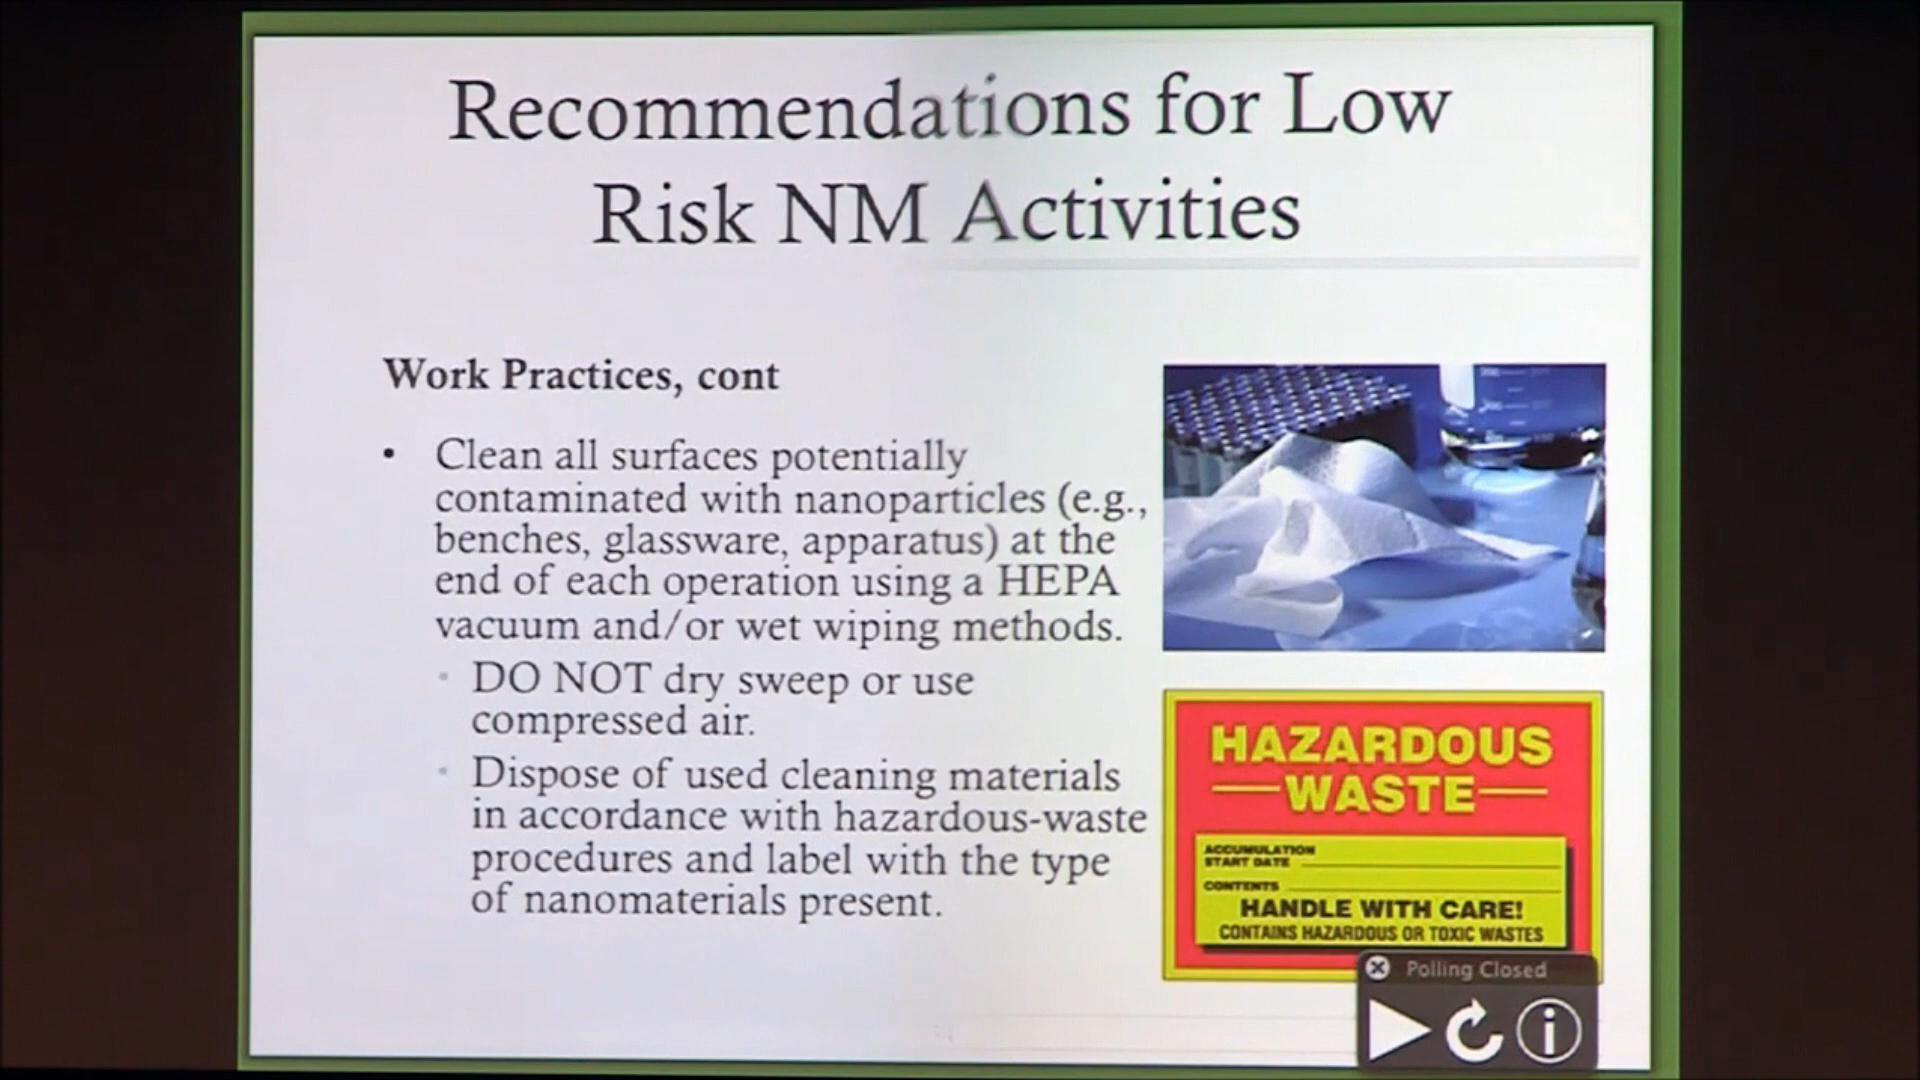 Recommendations for Low
Risk NM Activities
Work Practices, cont
• Clean all surfaces potentially
contaminated with nanoparticles (e.g.,
benches, glassware, apparatus) at the
end of each operation using a HEPA
vacuum and/or wet wiping methods.
• DO NOT dry sweep or use
compressed air.
• Dispose of used cleaning materials
in accordance with hazardous-waste
procedures and label with the type
of nanomaterials present.
HAZARDOUS
WASTE
ACCUMULATION
START DATE
CONTENTS
HANDLE WITH CARE!
CONTAINS HAZARDOUS OR TOXIC WASTES
Polling Closed